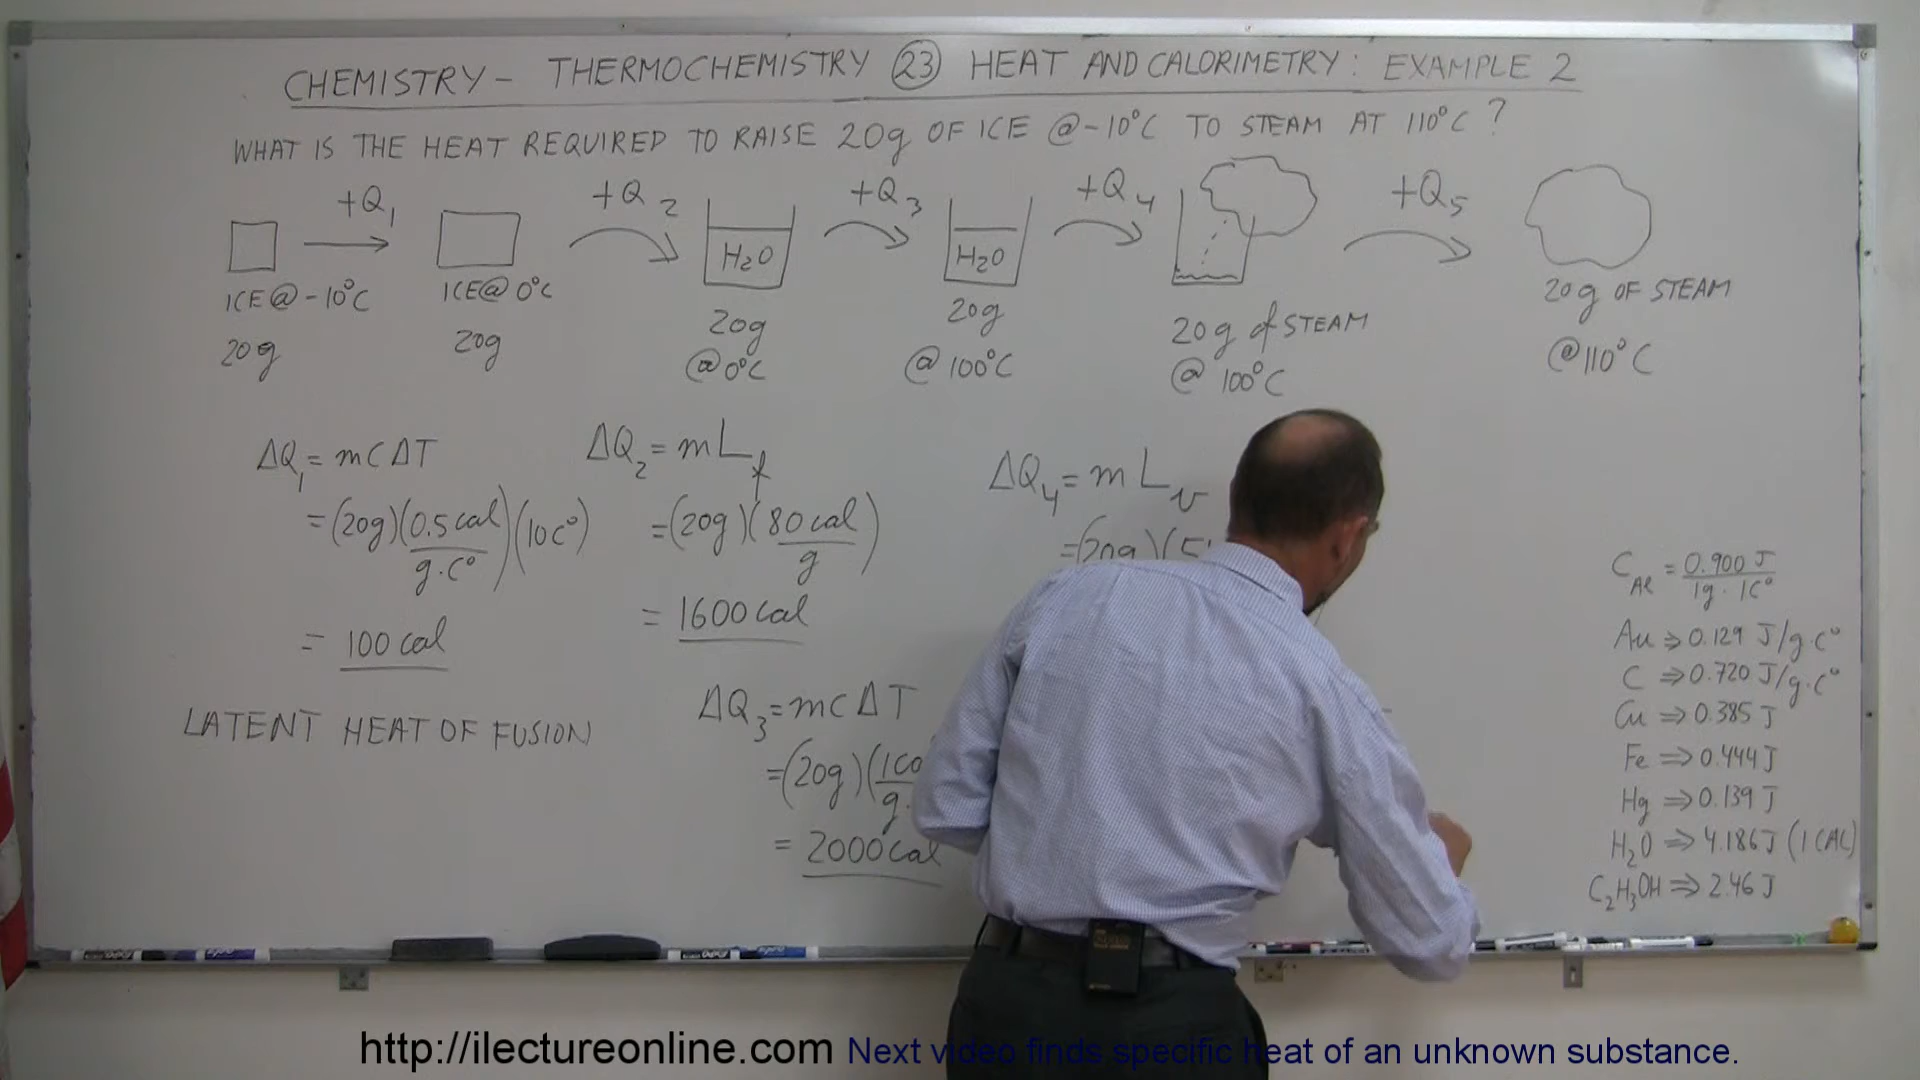 CHEMISTRY - THERMOCHEMISTRY 23 HEAT AND CALORIMETRY: EXAMPLE 2
WHAT IS THE HEAT REQUIRED TO RAISE 20g OF ICE @ -10°C TO STEAM AT 110°C?
+Q1
+Q2
+Q3
+Q4
+Q5
H2O
H2O
ICE @ -10°C
20g
ICE @ 0°C
20g
20g
@ 0°C
20g
@ 100°C
20g of STEAM
@ 100°C
20g OF STEAM
@ 110°C
ΔQ1 = mCΔT
= (20g)(0.5 cal/g·C°)(10C°)
= 100 cal
LATENT HEAT OF FUSION
ΔQ2 = mLf
= (20g)(80 cal/g)
= 1600 cal
ΔQ3 = mcΔT
= (20g)(1 ca
g.
= 2000 cal
ΔQ4 = mLv
= (20g)(5
CAl = 0.900 J / 1g · 1C°
Au ⇒ 0.129 J/g·C°
C ⇒ 0.720 J/g·C°
Cu ⇒ 0.385 J
Fe ⇒ 0.444 J
Hg ⇒ 0.139 J
H2O ⇒ 4.186 J (1 CAL)
C2H3OH ⇒ 2.46 J
http://ilectureonline.com Next video finds specific heat of an unknown substance.